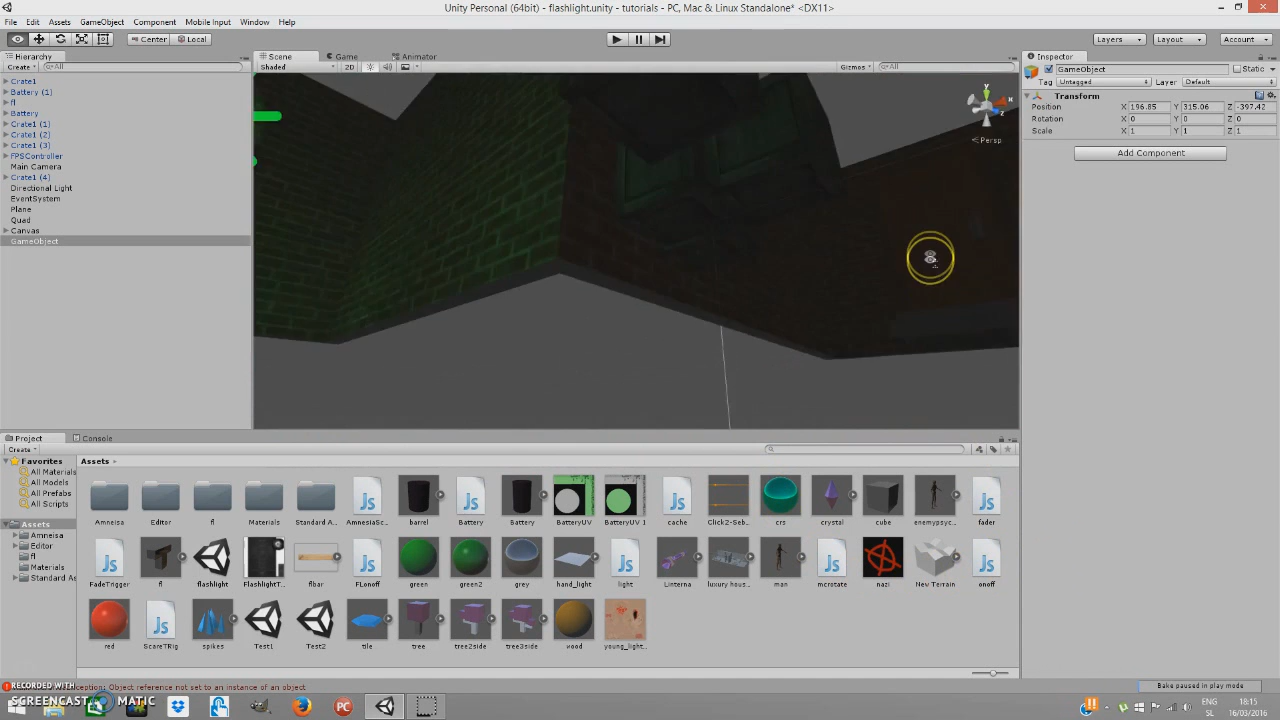 Unity Personal (64bit) - flashlight.unity - tutorials - PC, Mac & Linux Standalone* <DX11>
File Edit Assets GameObject Component Mobile Input Window Help
Center Local
Layers Layout Account
Hierarchy
Create All
Crate1
Battery (1)
fl
Battery
Crate1 (1)
Crate1 (2)
Crate1 (3)
FPSController
Main Camera
Crate1 (4)
Directional Light
EventSystem
Plane
Quad
Canvas
GameObject
Scene Game Animator
Shaded 2D Gizmos All
y
x
z
Persp
Inspector
GameObject Static
Tag Untagged Layer Default
Transform
Position X 196.85 Y 315.06 Z -397.42
Rotation X 0 Y 0 Z 0
Scale X 1 Y 1 Z 1
Add Component
Project Console
Create
Favorites
All Materials
All Models
All Prefabs
All Scripts
Assets
Amneisa
Editor
fl
Materials
Standard As
Assets
Amneisa Editor fl Materials Standard A... AmnesiaSc... barrel battery Battery BatteryUV BatteryUV 1 cache Click2-Seb... crs crystal cube enemypsyc... fader
FadeTrigger fl flashlight FlashlightT... flbar FLonoff green green2 grey hand_light light Linterna luxury hous... man mcrotate nazi New Terrain onoff
red ScareTRig spikes Test1 Test2 tile tree tree2side tree3side wood young_light...
exception: Object reference not set to an instance of an object
Bake paused in play mode
RECORDED WITH
SCREENCAST MATIC
PC
ENG
SL
18:15
16/03/2016